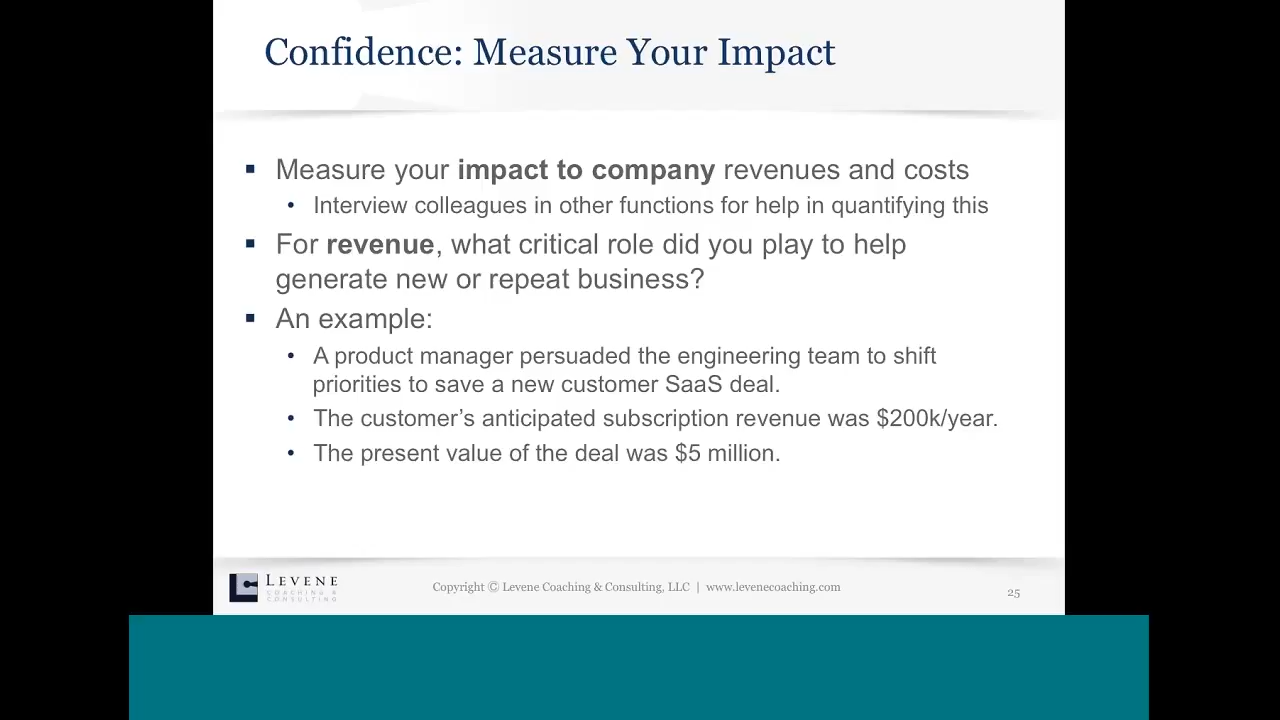 Confidence: Measure Your Impact
▪ Measure your impact to company revenues and costs
• Interview colleagues in other functions for help in quantifying this
▪ For revenue, what critical role did you play to help
generate new or repeat business?
▪ An example:
• A product manager persuaded the engineering team to shift
priorities to save a new customer SaaS deal.
• The customer’s anticipated subscription revenue was $200k/year.
• The present value of the deal was $5 million.
LEVENE
COACHING &
CONSULTING
Copyright © Levene Coaching & Consulting, LLC | www.levenecoaching.com
25